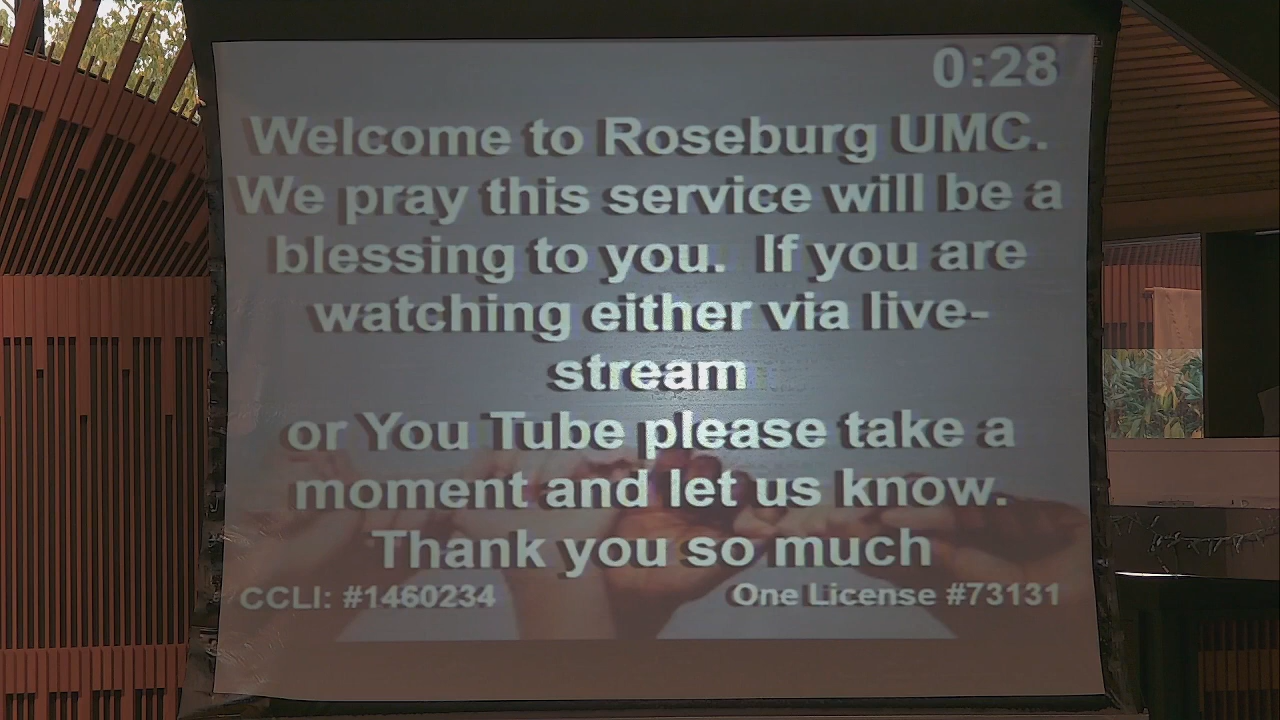 0:28
Welcome to Roseburg UMC.
We pray this service will be a
blessing to you.  If you are
watching either via live-
stream
or You Tube please take a
moment and let us know.
Thank you so much
CCLI: #1460234
One License #73131